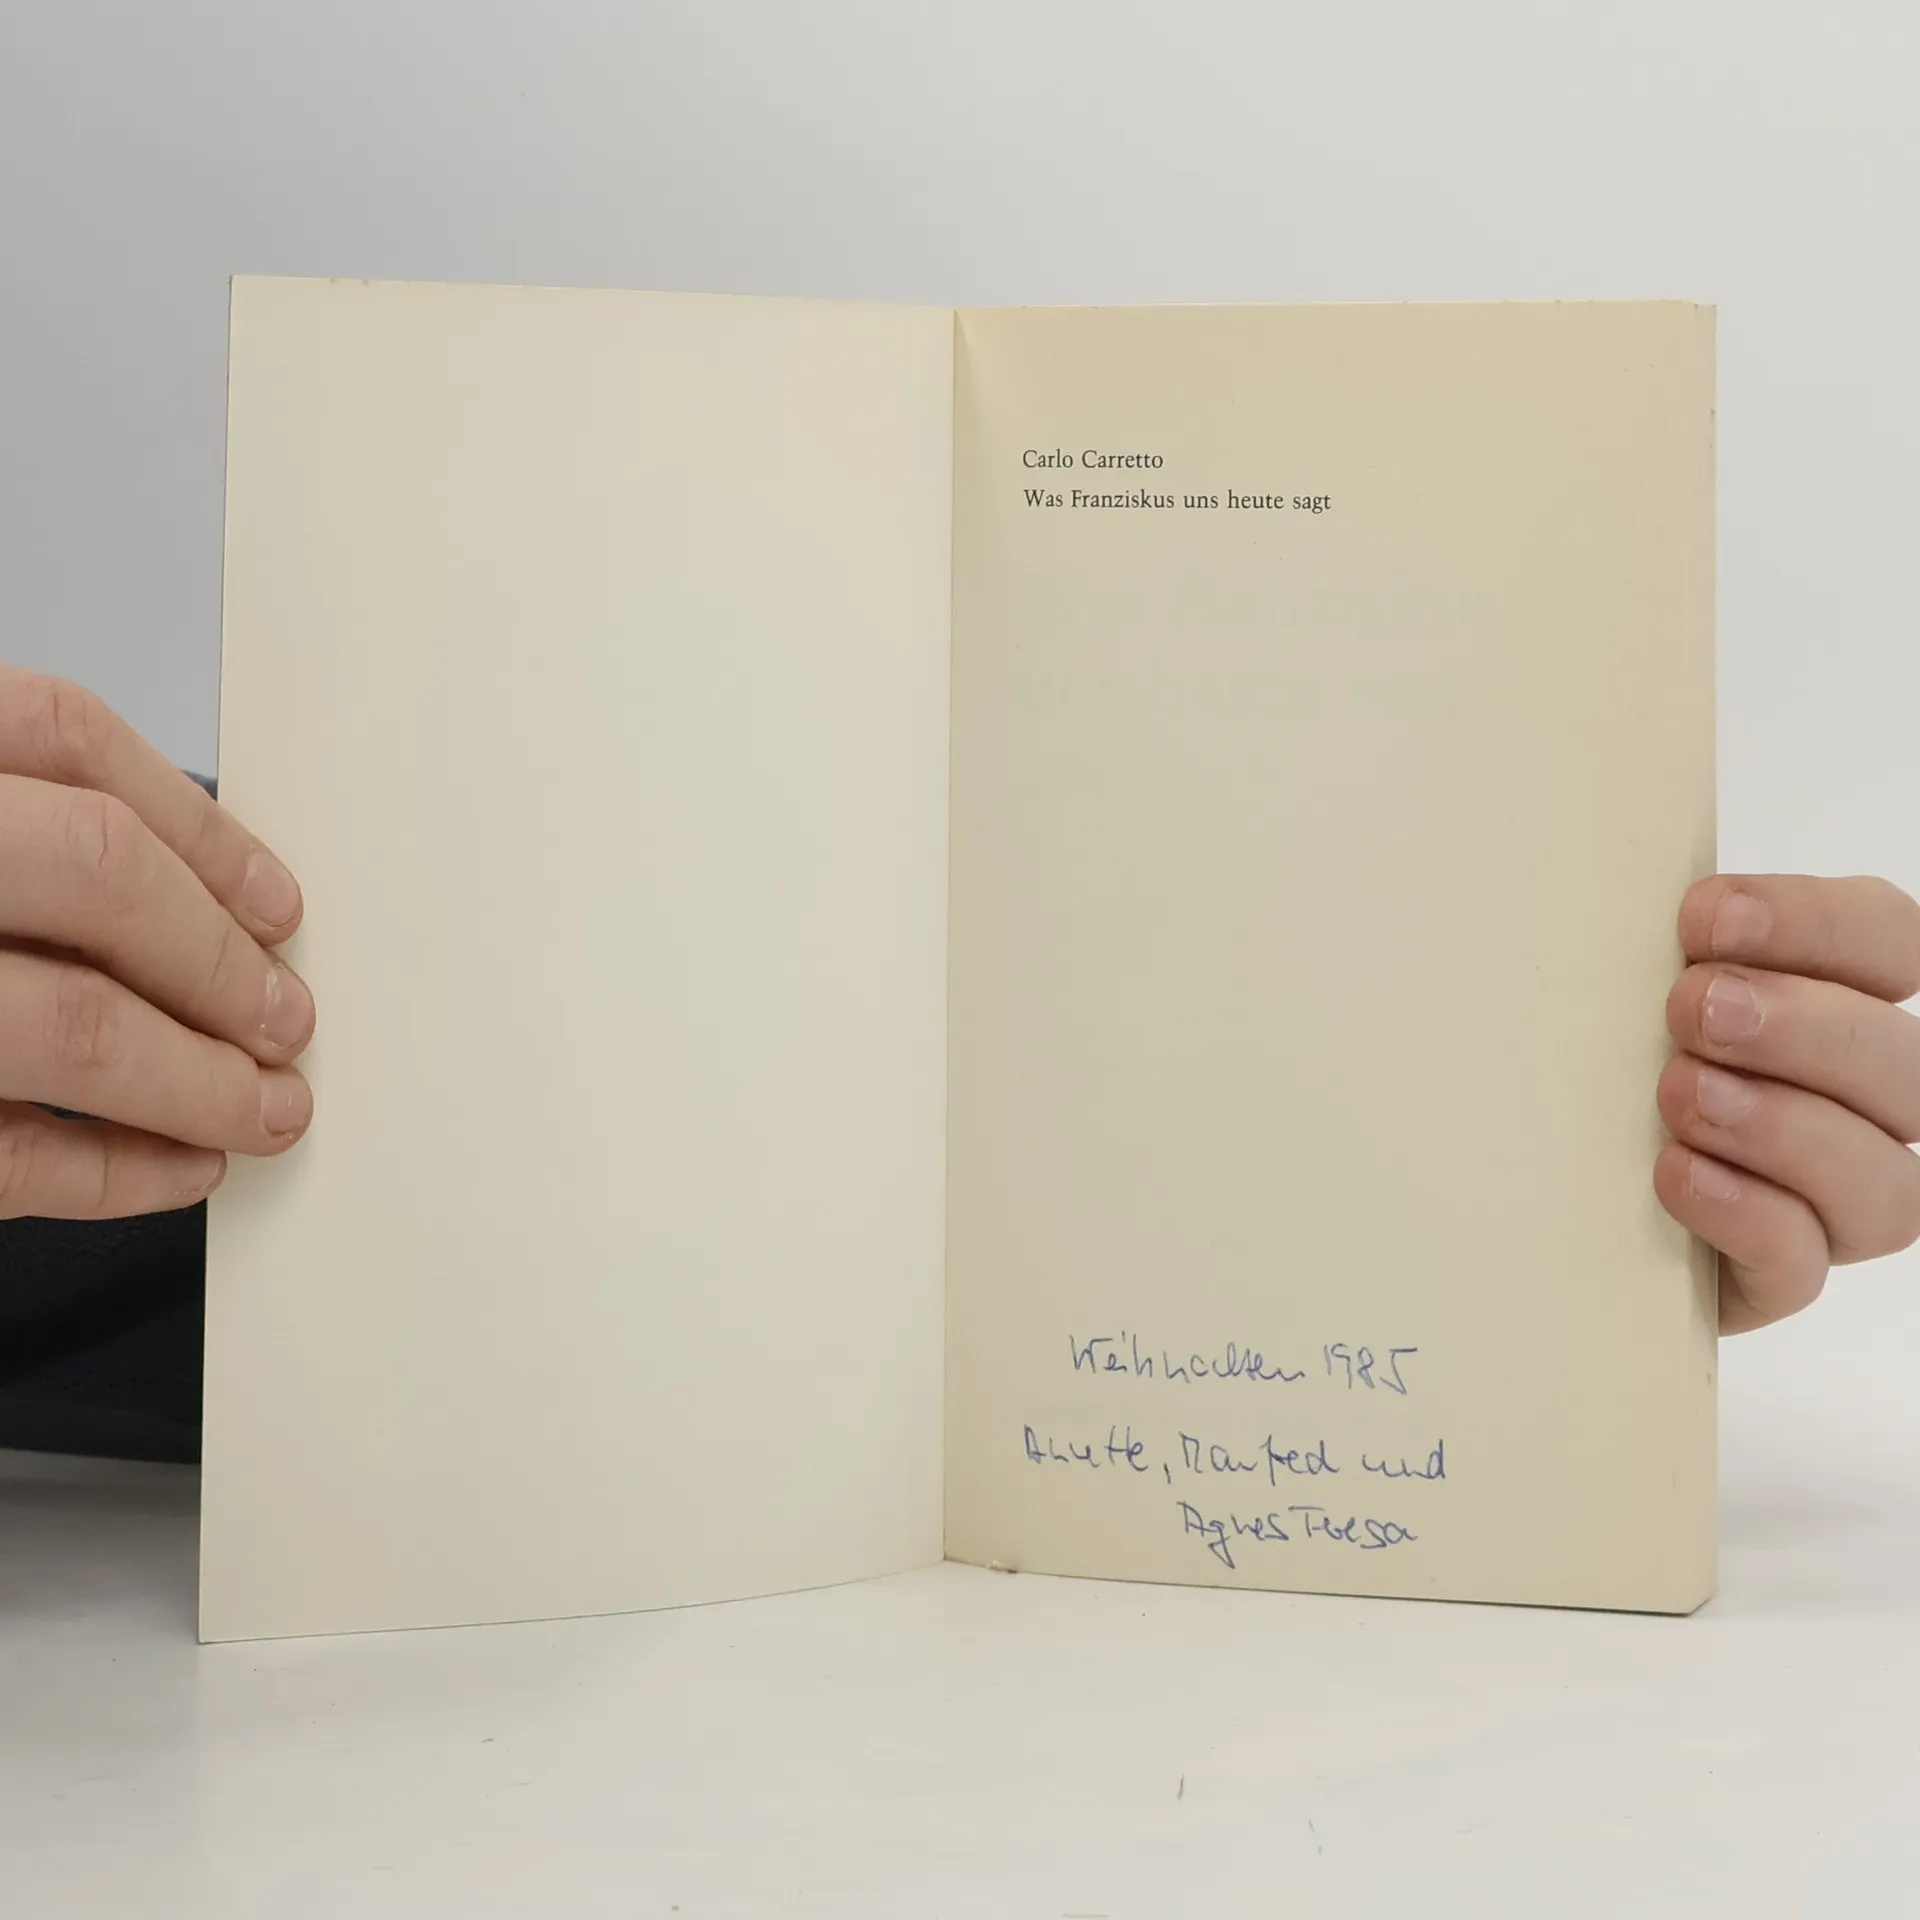 Carlo Carretto
Was Franziskus uns heute sagt
Weihnachten 1985
Anette, Manfred und
Agnes Teresa